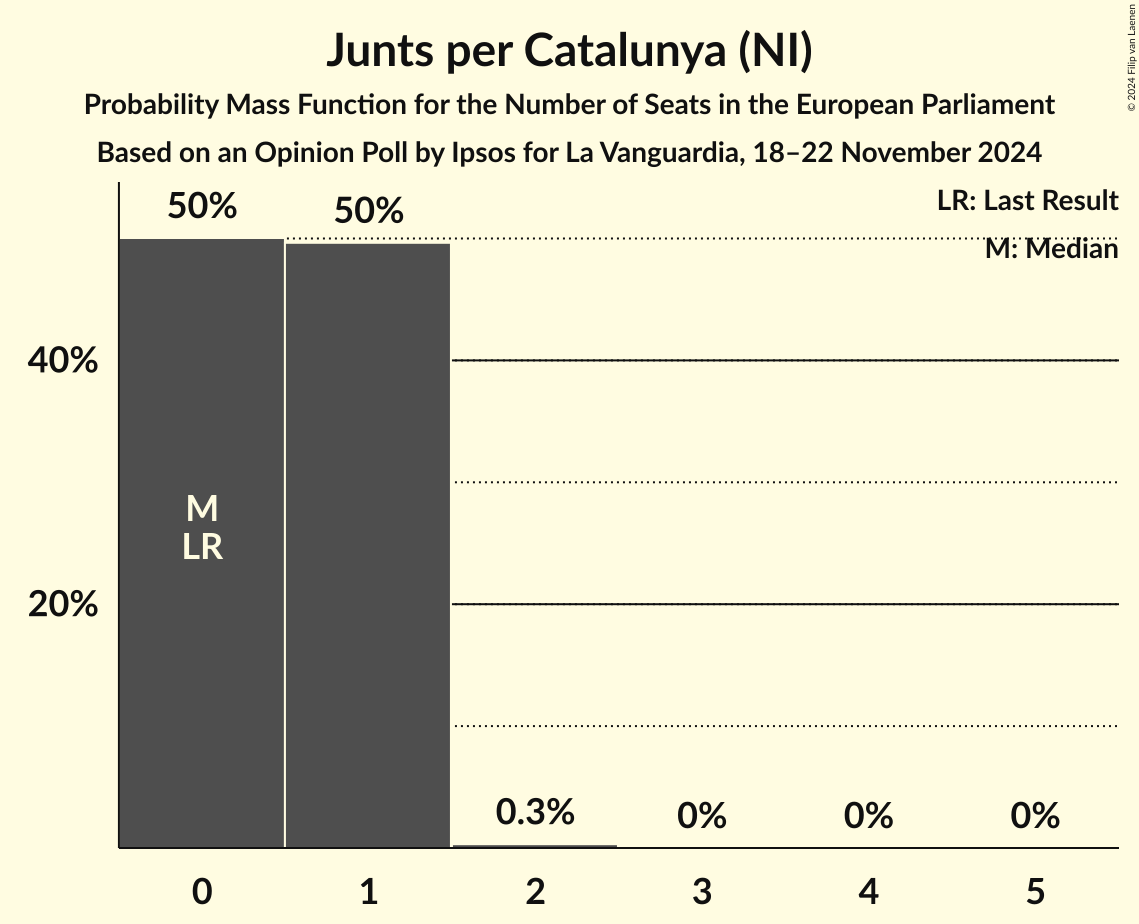 Junts per Catalunya (NI)
Probability Mass Function for the Number of Seats in the European Parliament
Based on an Opinion Poll by Ipsos for La Vanguardia, 18–22 November 2024
© 2024 Filip van Laenen
LR: Last Result
M: Median
50%
50%
40%
M
LR
20%
0.3%
0%
0%
0%
0
1
2
3
4
5